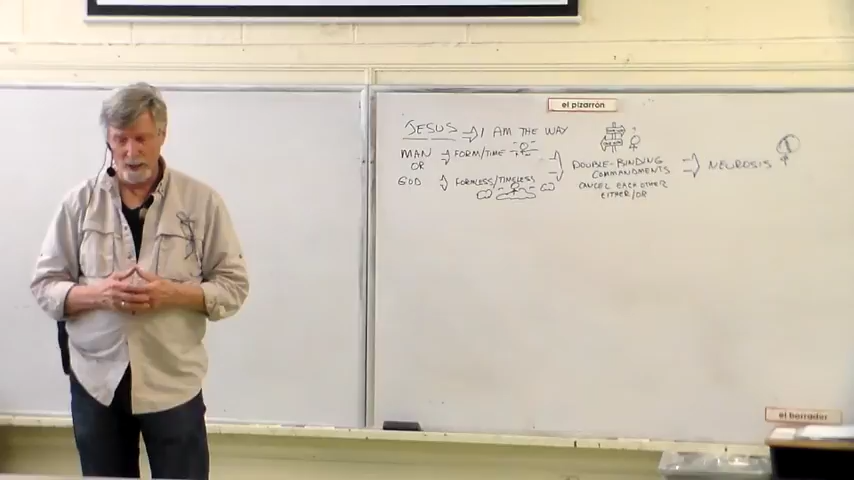 el pizarrón
JESUS ⇒ I AM THE WAY
MAN ⇒ FORM/TIME
OR
GOD ⇒ FORMLESS/TIMELESS
DOUBLE-BINDING
COMMANDMENTS
CANCEL EACH OTHER
EITHER/OR
⇒ NEUROSIS
el borrador